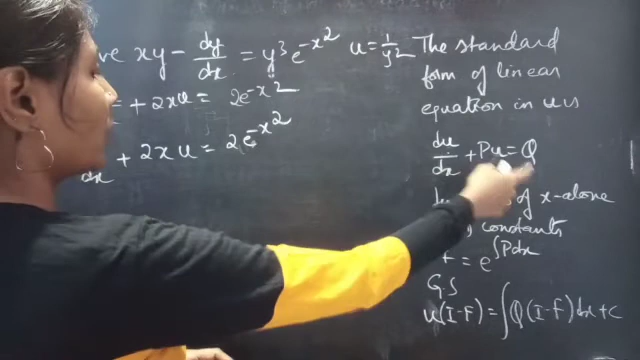 ve xy - dy/dx = y³e^-x² u = 1/y²
+ 2xu = 2e^-x²
dx + 2xu = 2e^-x²
The standard
form of linear
equation in u is
du/dx + Pu = Q
of x-alone
constants
= e^∫Pdx
G.S
u(I-F) = ∫Q(I-F)dx + c